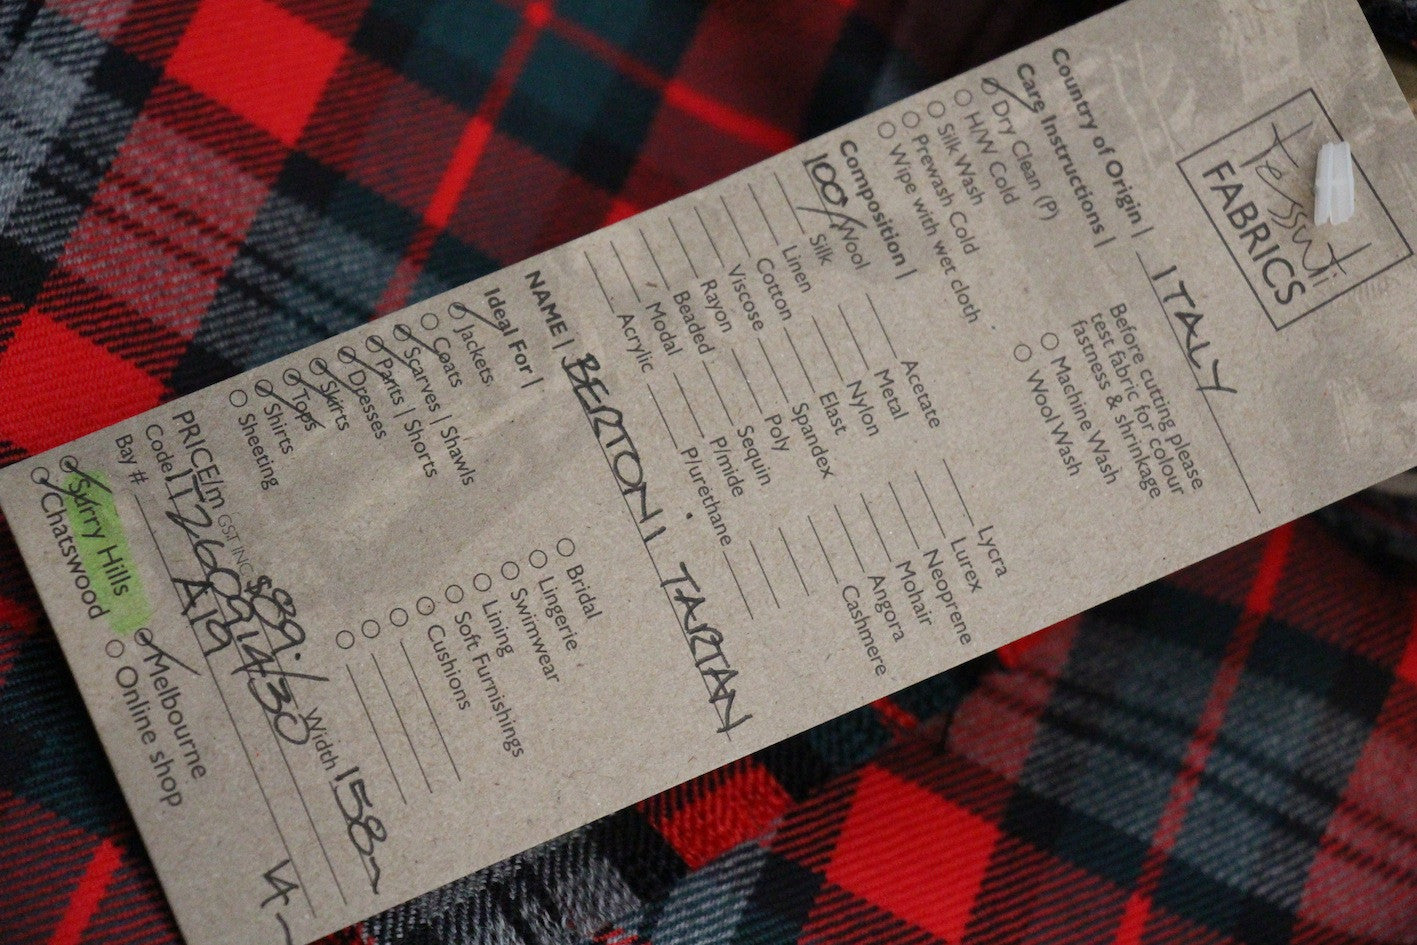 Tessuti
FABRICS
Country of Origin | ITALY
Care Instructions |
Dry Clean (P)
H/W Cold
Silk Wash
Prewash Cold
Wipe with wet cloth
Before cutting please
test fabric for colour
fastness & shrinkage
Machine Wash
Wool Wash
Composition |
100% Wool Acetate Lycra
Silk Metal Lurex
Linen Nylon Neoprene
Cotton Elast Mohair
Viscose Spandex Angora
Rayon Poly Cashmere
Beaded Sequin
Modal P/mide
Acrylic P/urethane
NAME | BERTONI TARTAN
Ideal For |
Jackets
Coats
Scarves | Shawls
Pants | Shorts
Dresses
Skirts
Tops
Shirts
Sheeting
Bridal
Lingerie
Swimwear
Lining
Soft Furnishings
Cushions
PRICE/m GST INC $89. Width 158
Code
Bay # A19
Surry Hills Melbourne
Chatswood Online shop